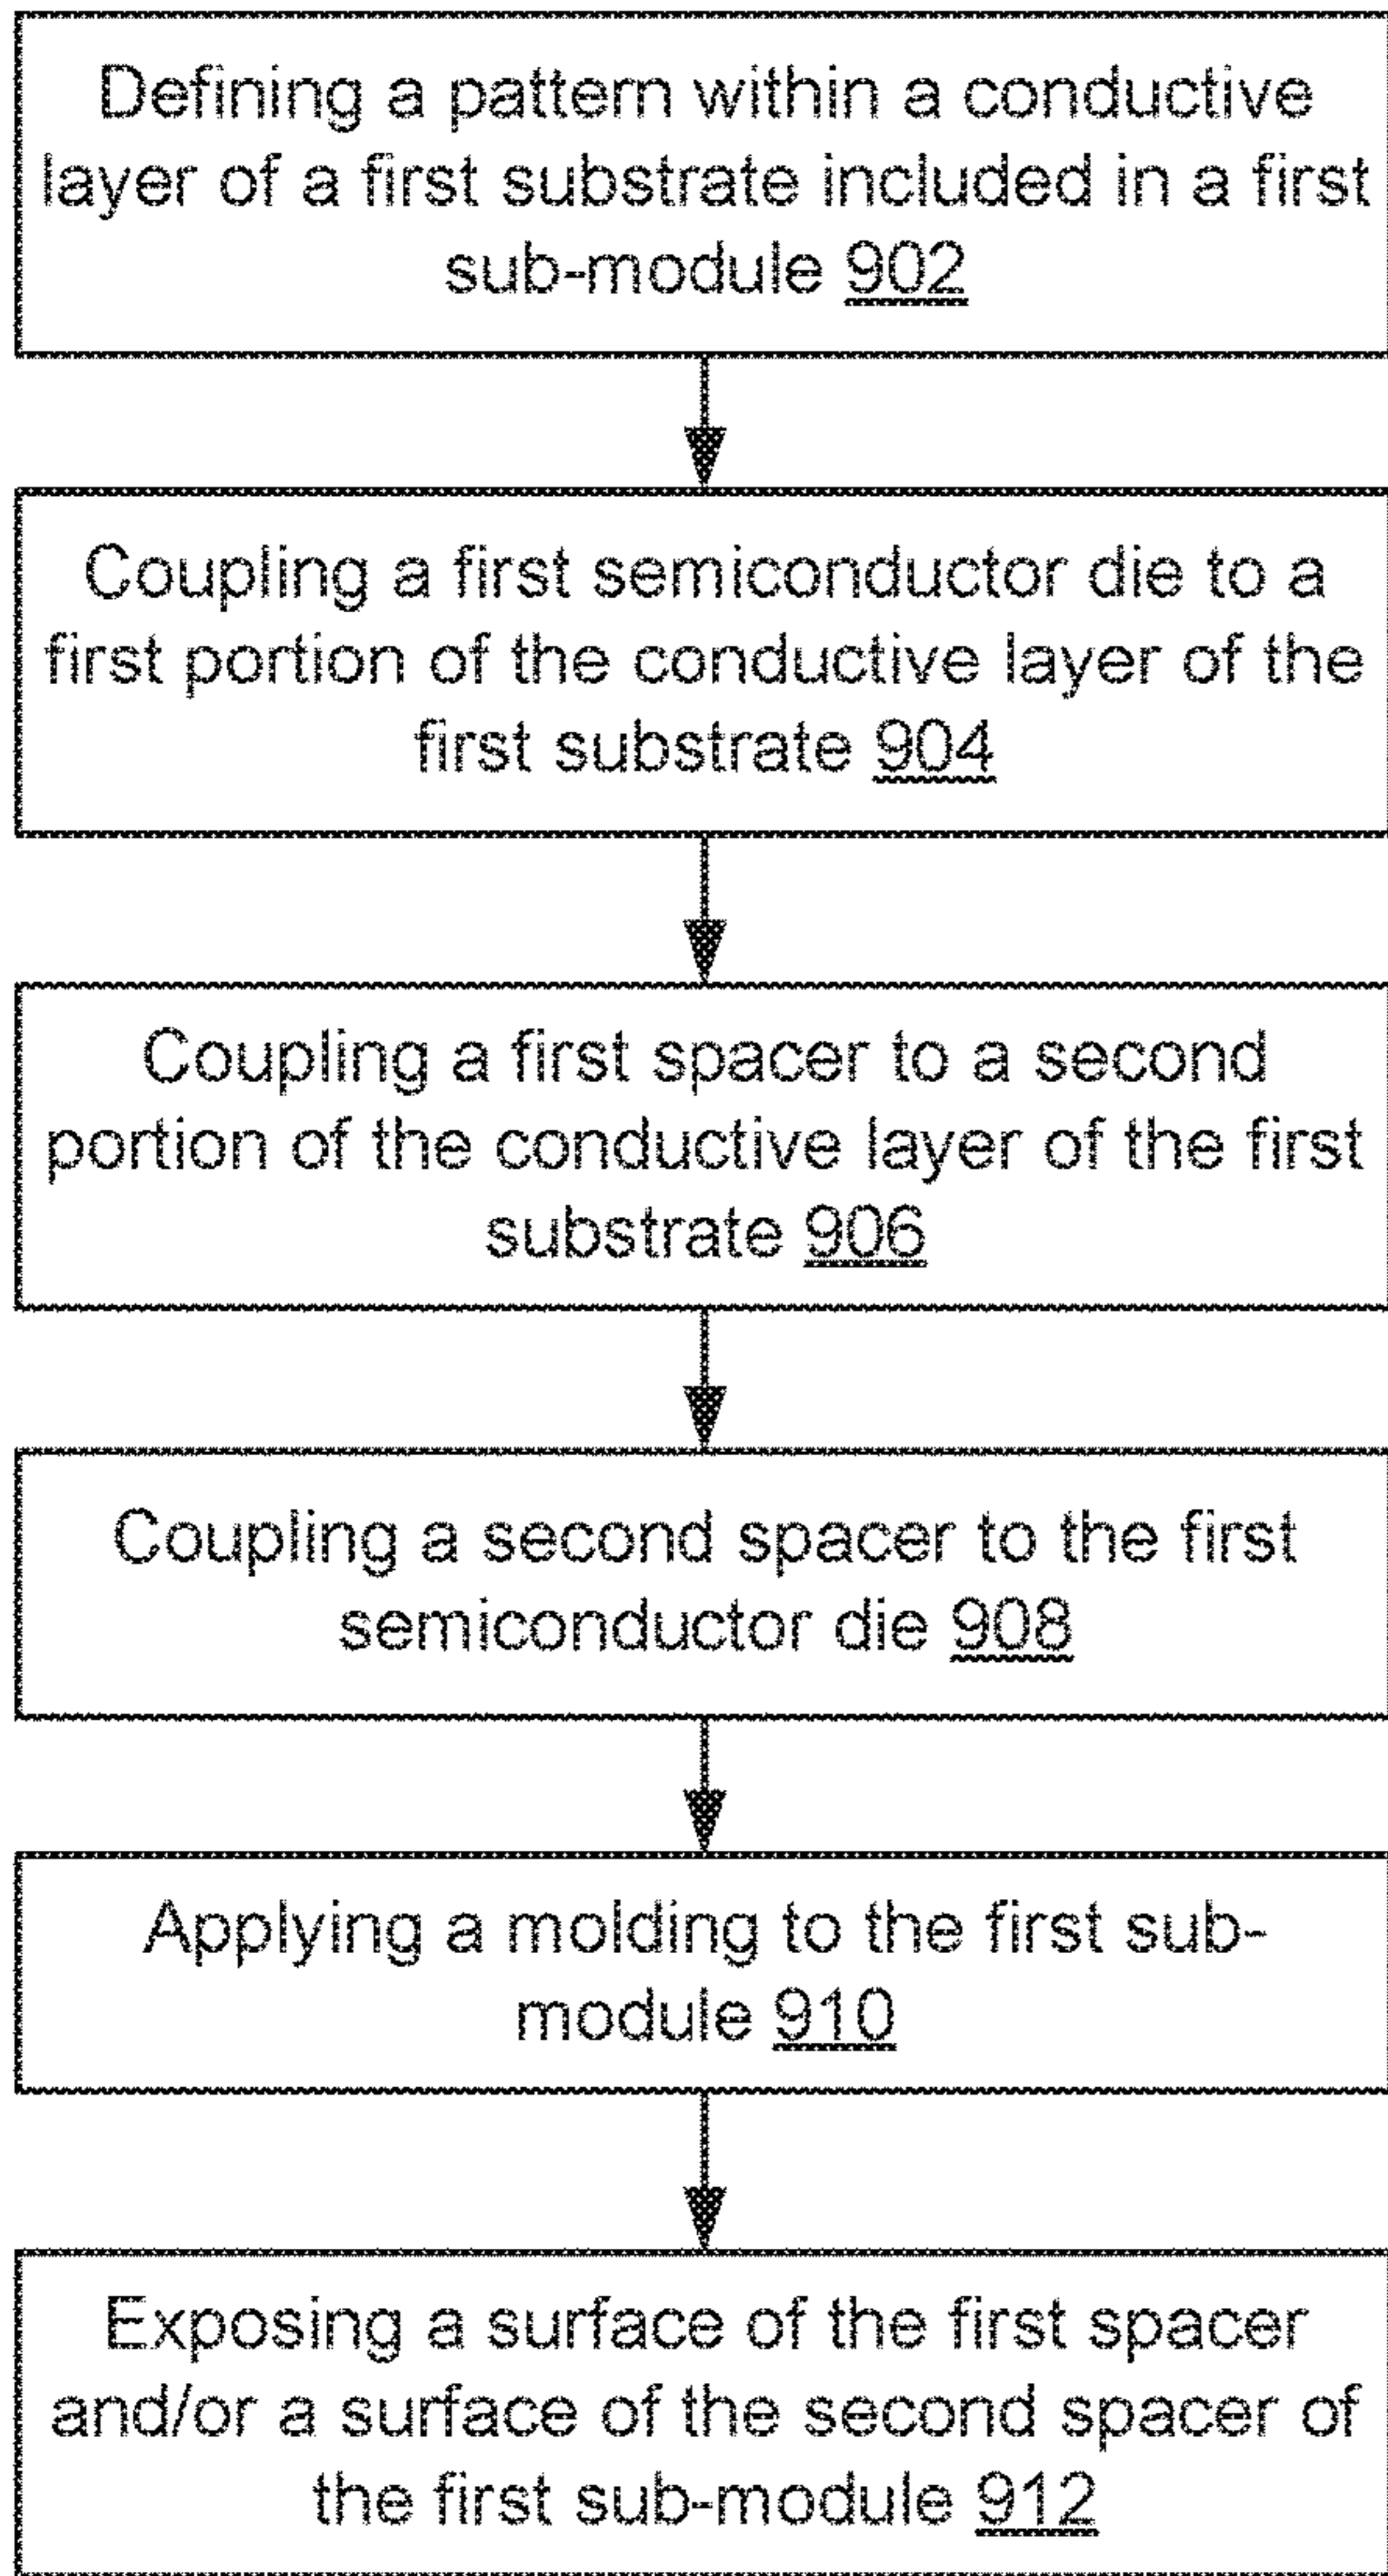 Defining a pattern within a conductive
layer of a first substrate included in a first
sub-module 902
Coupling a first semiconductor die to a
first portion of the conductive layer of the
first substrate 904
Coupling a first spacer to a second
portion of the conductive layer of the first
substrate 906
Coupling a second spacer to the first
semiconductor die 908
Applying a molding to the first sub-
module 910
Exposing a surface of the first spacer
and/or a surface of the second spacer of
the first sub-module 912